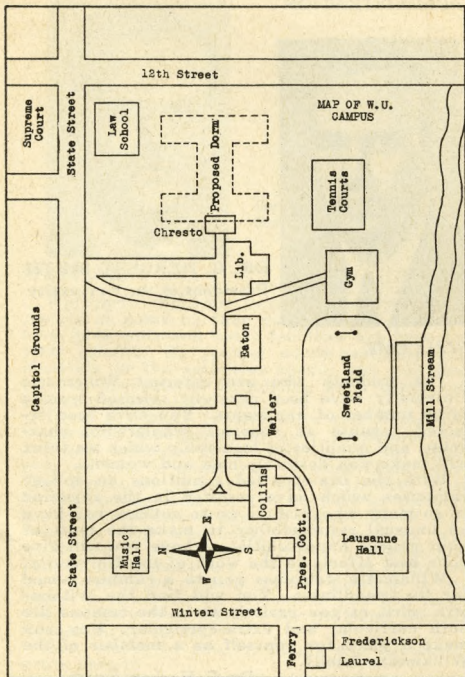 12th Street
Supreme
Court
State Street
Law
School
MAP OF W.U.
CAMPUS
Proposed Dorm
Chresto
Tennis
Courts
Lib.
Gym
Capitol Grounds
Eaton
Sweetland
Field
Waller
Mill Stream
Collins
State Street
Music
Hall
N
E
S
W
Pres. Cott.
Lausanne
Hall
Winter Street
Ferry
Frederickson
Laurel